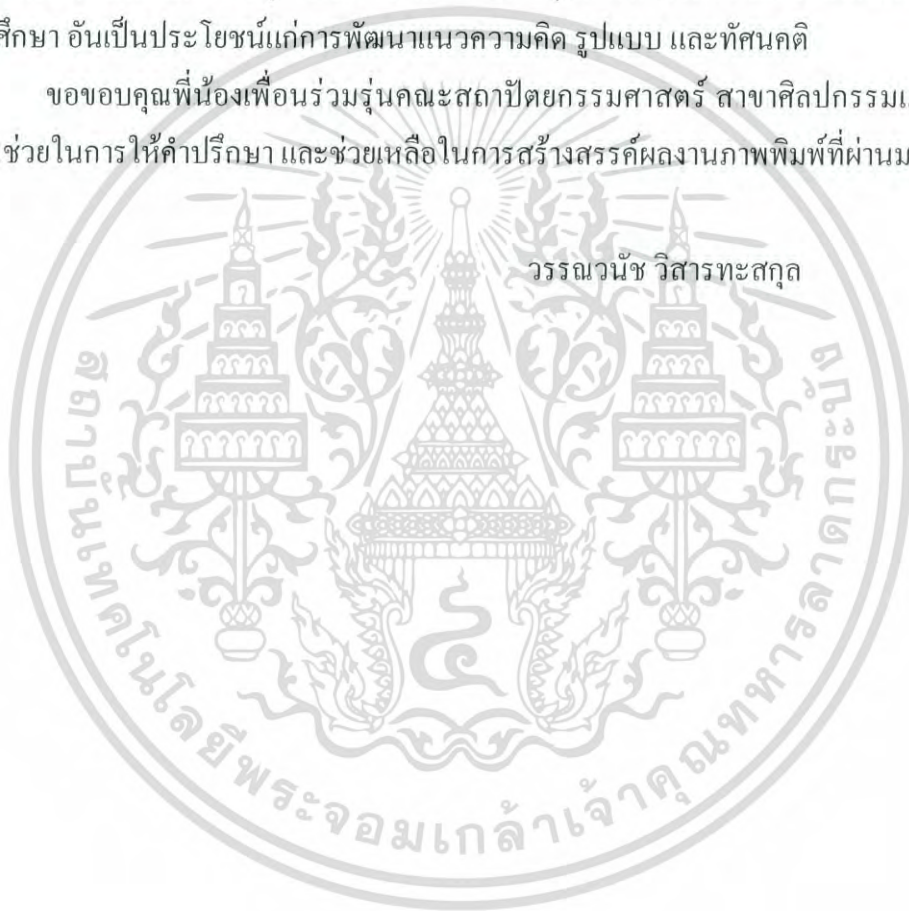 ศึกษา อันเป็นประโยชน์แก่การพัฒนาแนวความคิด รูปแบบ และทัศนคติ
ขอขอบคุณพี่น้องเพื่อนร่วมรุ่นคณะสถาปัตยกรรมศาสตร์ สาขาศิลปกรรม
ช่วยในการให้คำปรึกษา และช่วยเหลือในการสร้างสรรค์ผลงานภาพพิมพ์ที่ผ่านม
วรรณวนัช วิสารทะสกุล
สถาบันเทคโนโลยีพระจอมเกล้าเจ้าคุณทหารลาดกระบัง